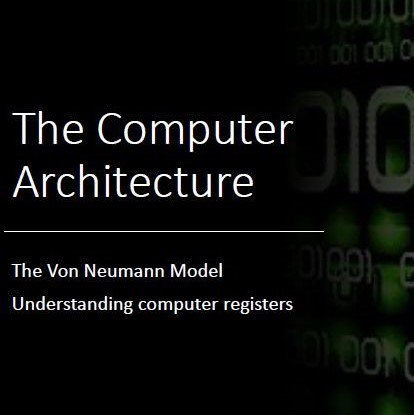 The Computer
Architecture
The Von Neumann Model
Understanding computer registers